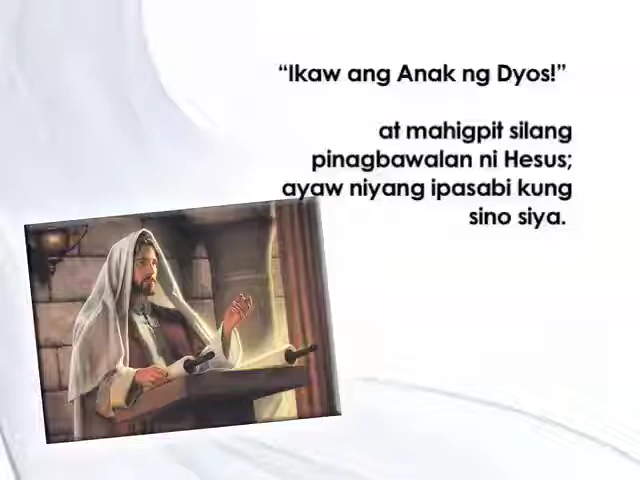 “Ikaw ang Anak ng Dyos!”
at mahigpit silang
pinagbawalan ni Hesus;
ayaw niyang ipasabi kung
sino siya.